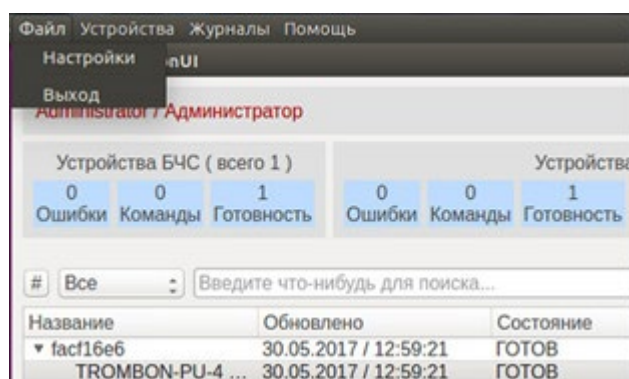 Файл Устройства Журналы Помощь
Настройки nUI
Выход
Administrator / Администратор
Устройства БЧС ( всего 1 ) Устройства
0 0 1 0 0 1
Ошибки Команды Готовность Ошибки Команды Готовность
# Все Введите что-нибудь для поиска...
Название Обновлено Состояние
facf16e6 30.05.2017 / 12:59:21 ГОТОВ
TROMBON-PU-4 ... 30.05.2017 / 12:59:21 ГОТОВ